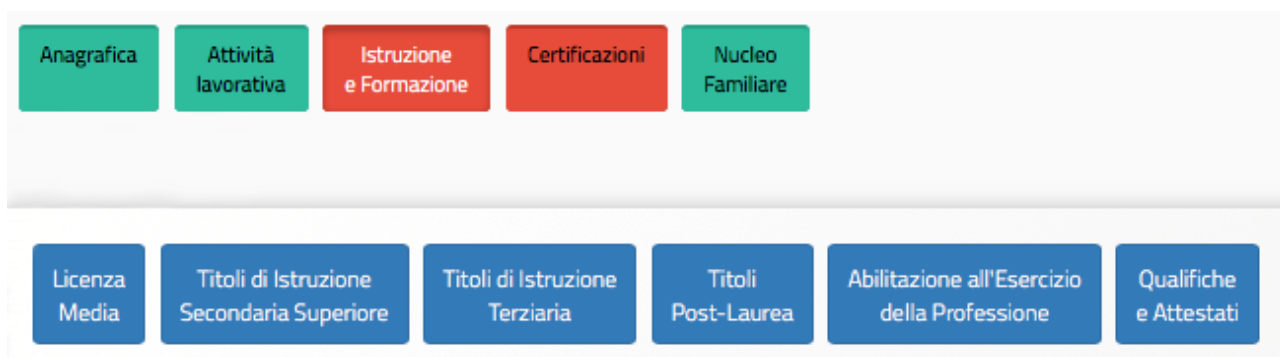 Anagrafica
Attività
lavorativa
Istruzione
e Formazione
Certificazioni
Nucleo
Familiare
Licenza
Media
Titoli di Istruzione
Secondaria Superiore
Titoli di Istruzione
Terziaria
Titoli
Post-Laurea
Abilitazione all'Esercizio
della Professione
Qualifiche
e Attestati